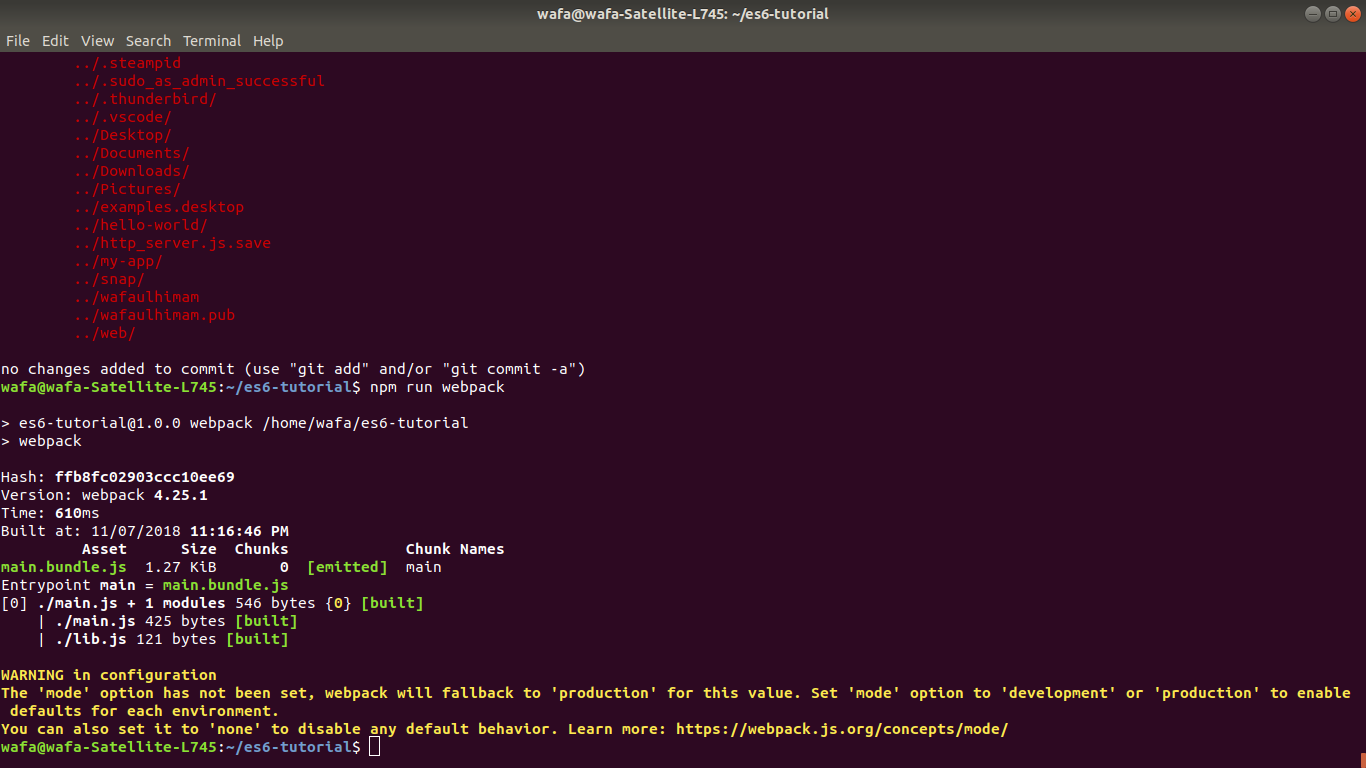 wafa@wafa-Satellite-L745: ~/es6-tutorial
File Edit View Search Terminal Help
../.steampid
../.sudo_as_admin_successful
../.thunderbird/
../.vscode/
../Desktop/
../Documents/
../Downloads/
../Pictures/
../examples.desktop
../hello-world/
../http_server.js.save
../my-app/
../snap/
../wafaulhimam
../wafaulhimam.pub
../web/
no changes added to commit (use "git add" and/or "git commit -a")
wafa@wafa-Satellite-L745:~/es6-tutorial$ npm run webpack
> es6-tutorial@1.0.0 webpack /home/wafa/es6-tutorial
> webpack
Hash: ffb8fc02903ccc10ee69
Version: webpack 4.25.1
Time: 610ms
Built at: 11/07/2018 11:16:46 PM
Asset Size Chunks Chunk Names
main.bundle.js 1.27 KiB 0 [emitted] main
Entrypoint main = main.bundle.js
[0] ./main.js + 1 modules 546 bytes {0} [built]
| ./main.js 425 bytes [built]
| ./lib.js 121 bytes [built]
WARNING in configuration
The 'mode' option has not been set, webpack will fallback to 'production' for this value. Set 'mode' option to 'development' or 'production' to enable
defaults for each environment.
You can also set it to 'none' to disable any default behavior. Learn more: https://webpack.js.org/concepts/mode/
wafa@wafa-Satellite-L745:~/es6-tutorial$